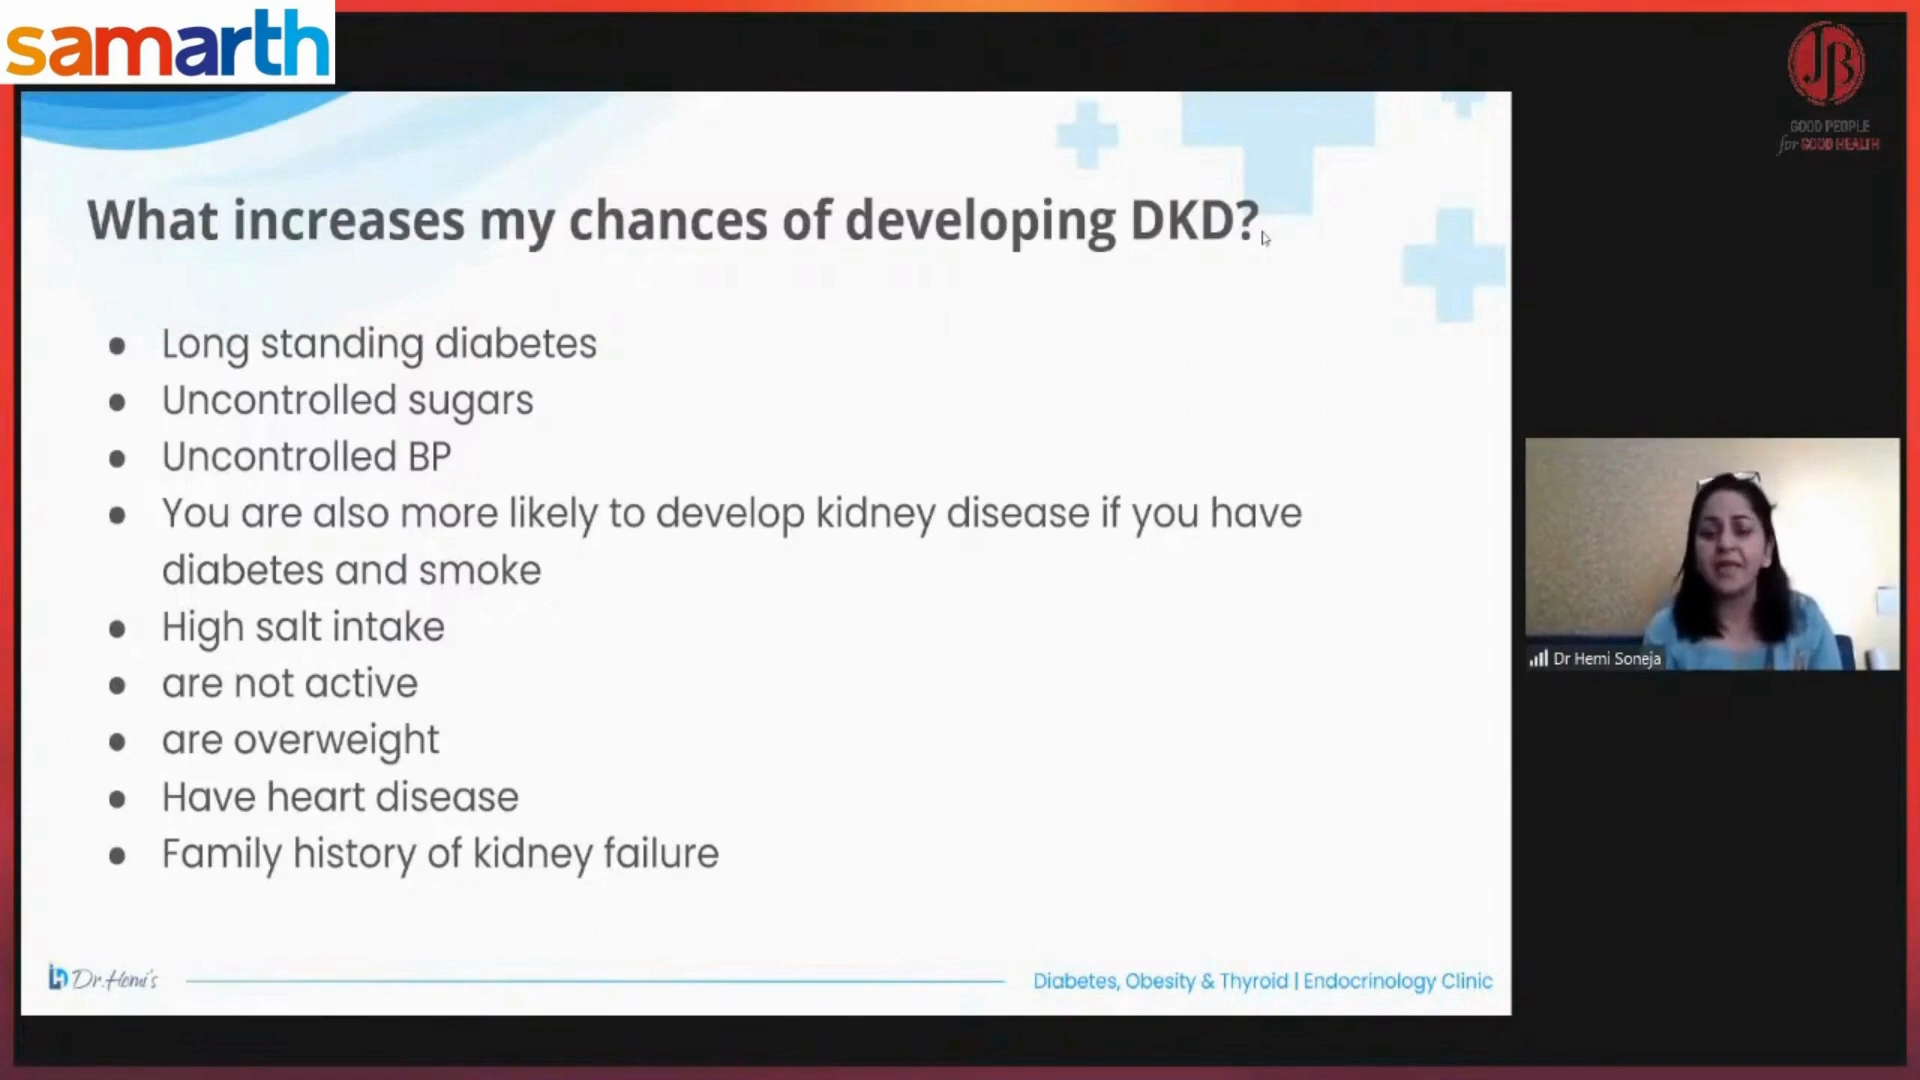 samarth
JB
GOOD PEOPLE
for GOOD HEALTH
What increases my chances of developing DKD?
● Long standing diabetes
● Uncontrolled sugars
● Uncontrolled BP
● You are also more likely to develop kidney disease if you have
diabetes and smoke
● High salt intake
● are not active
● are overweight
● Have heart disease
● Family history of kidney failure
Dr Hemi Soneja
Dr. Hemi's
Diabetes, Obesity & Thyroid | Endocrinology Clinic